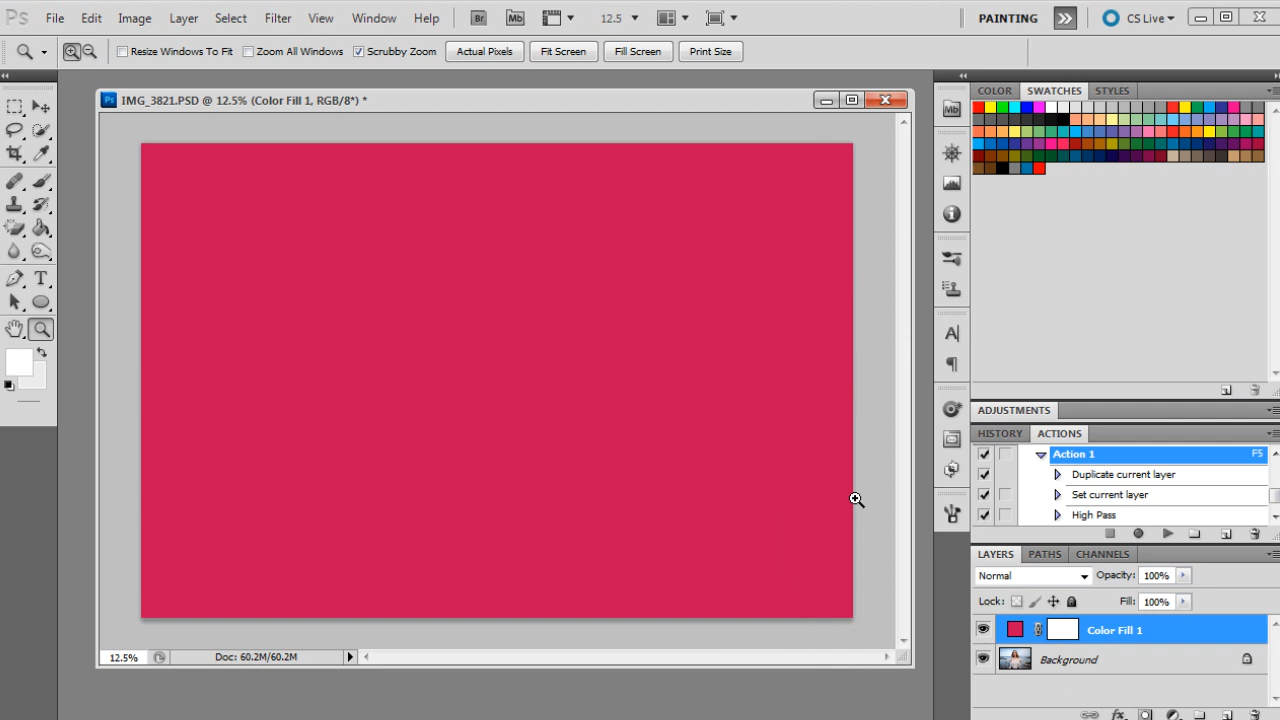 Ps File Edit Image Layer Select Filter View Window Help Br Mb 12.5 PAINTING CS Live
Resize Windows To Fit Zoom All Windows Scrubby Zoom Actual Pixels Fit Screen Fill Screen Print Size
Ps IMG_3821.PSD @ 12.5% (Color Fill 1, RGB/8*) *
COLOR SWATCHES STYLES
Mb
T
A
ADJUSTMENTS
HISTORY ACTIONS
Action 1 F5
Duplicate current layer
Set current layer
High Pass
LAYERS PATHS CHANNELS
Normal Opacity: 100%
Lock: Fill: 100%
Color Fill 1
Background
12.5% Doc: 60.2M/60.2M
fx